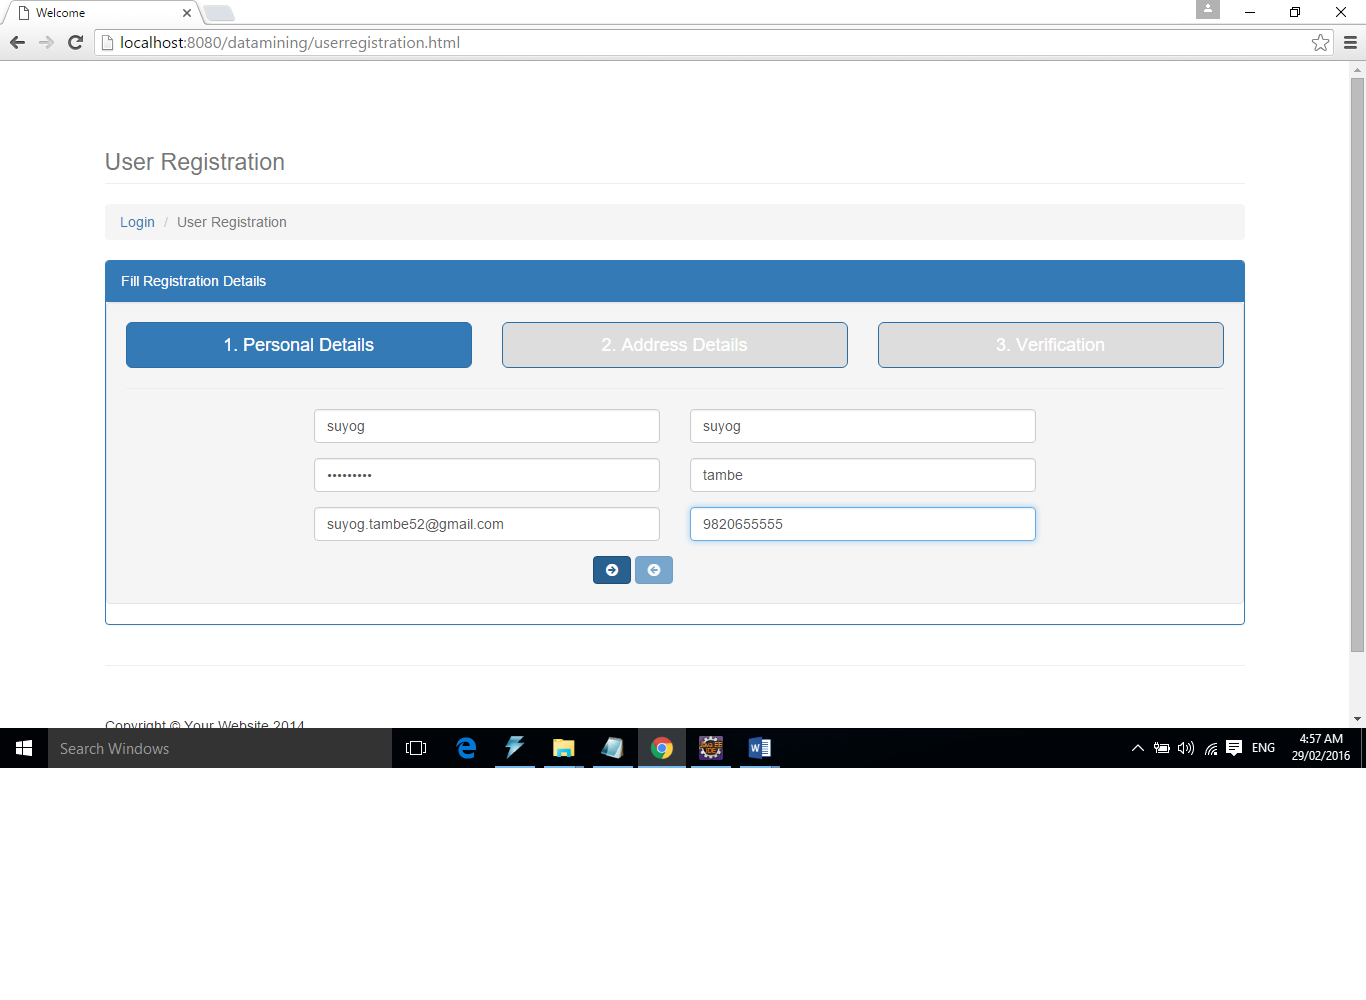 Welcome
localhost:8080/datamining/userregistration.html
User Registration
Login / User Registration
Fill Registration Details
1. Personal Details
2. Address Details
3. Verification
suyog
suyog
•••••••••
tambe
suyog.tambe52@gmail.com
9820655555
Copyright © Your Website 2014
Search Windows
ENG
4:57 AM
29/02/2016